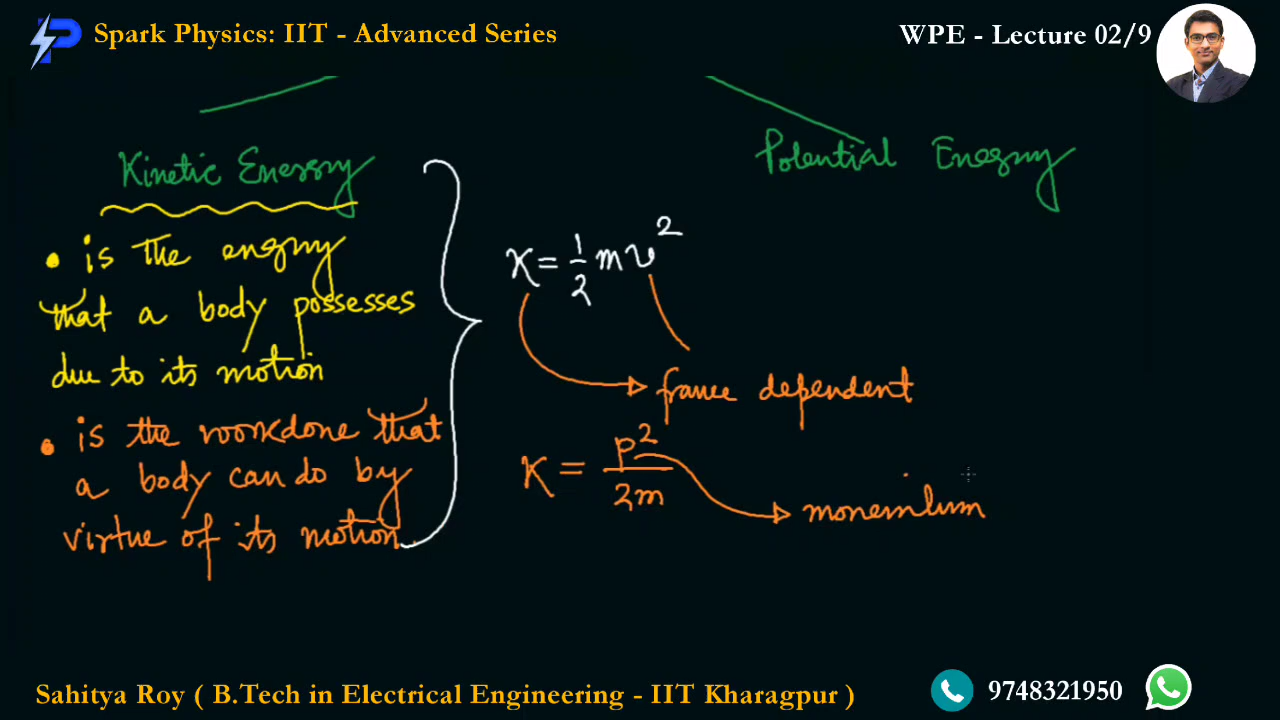 Spark Physics: IIT - Advanced Series
WPE - Lecture 02/9
Kinetic Energy
Potential Energy
• is the energy
that a body possesses
due to its motion
• is the workdone that
a body can do by
virtue of its motion.
K = 1/2 mv²
frame dependent
K = p²/2m
momentum
Sahitya Roy ( B.Tech in Electrical Engineering - IIT Kharagpur )
9748321950